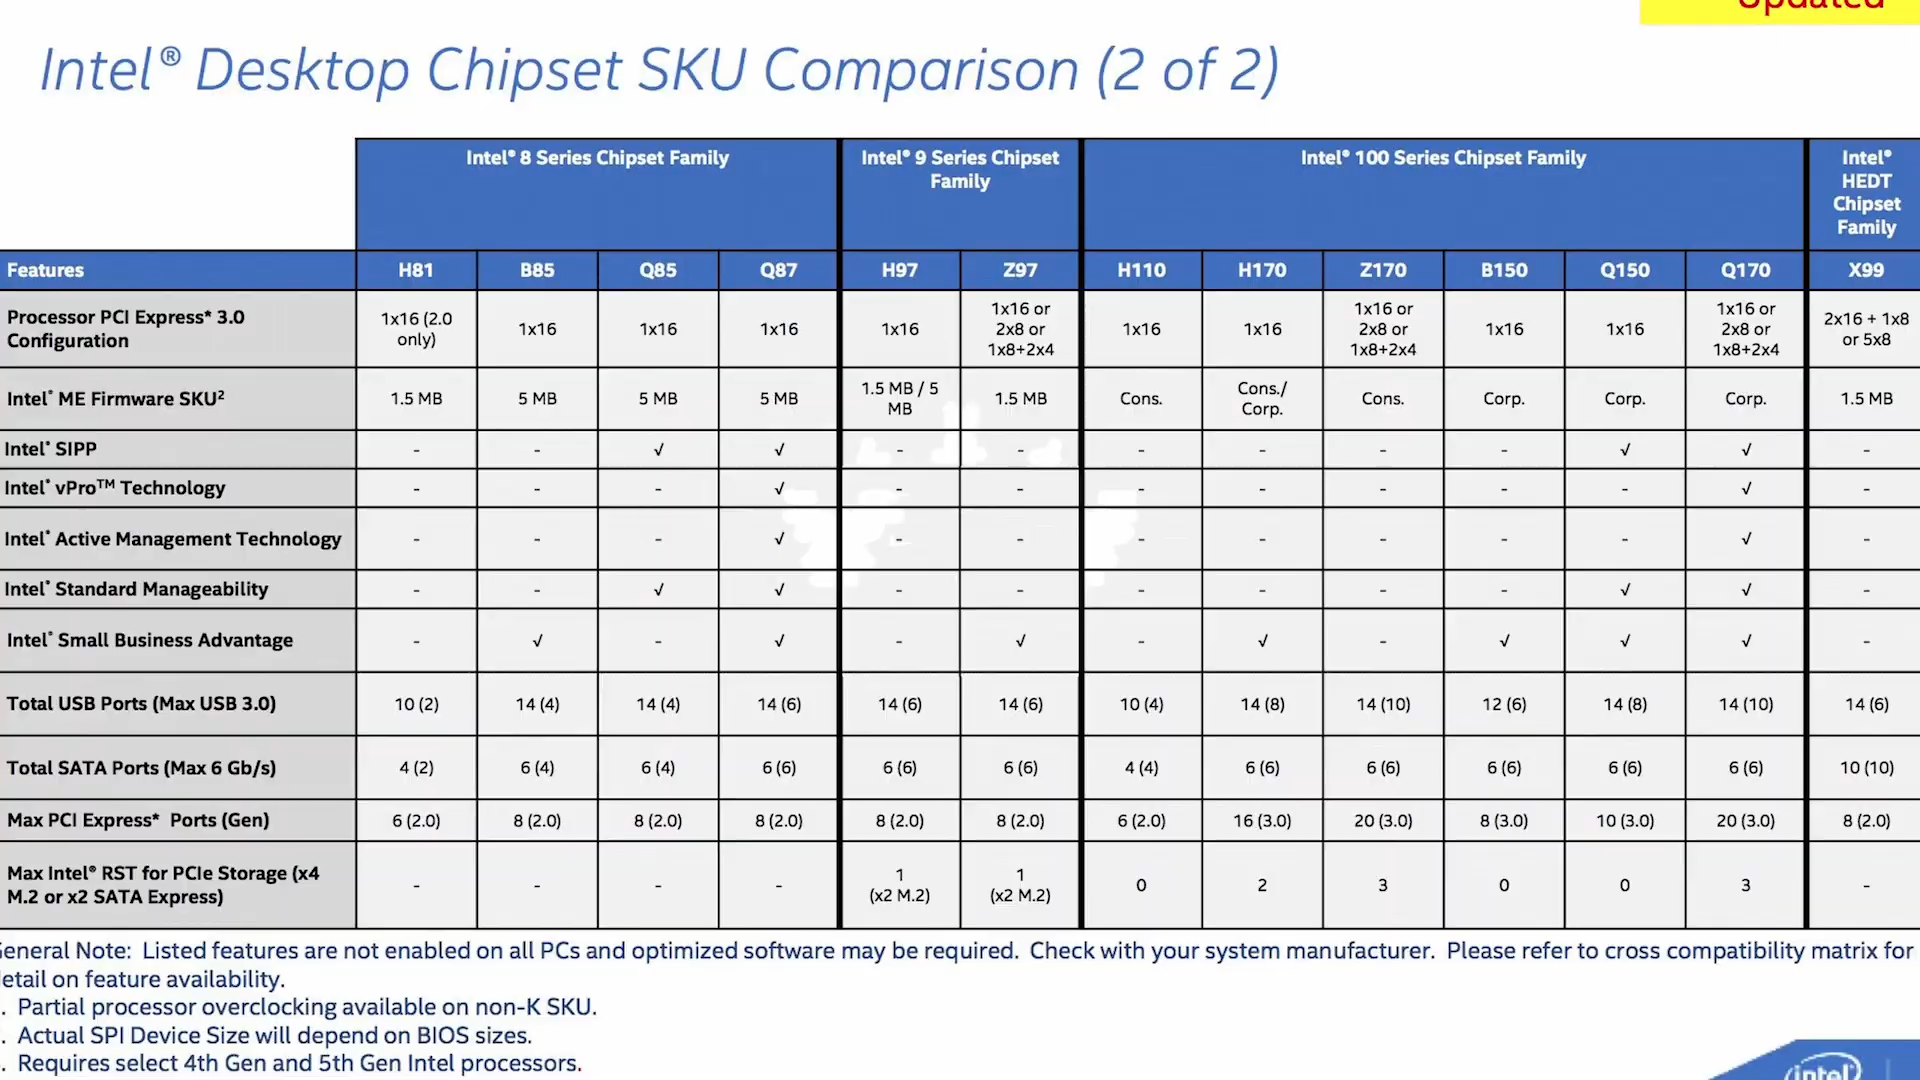 Updated
Intel® Desktop Chipset SKU Comparison (2 of 2)
Intel® 8 Series Chipset Family
Intel® 9 Series Chipset
Family
Intel® 100 Series Chipset Family
Intel®
HEDT
Chipset
Family
Features H81 B85 Q85 Q87 H97 Z97 H110 H170 Z170 B150 Q150 Q170 X99
Processor PCI Express* 3.0
Configuration
1x16 (2.0
only)
1x16
1x16
1x16
1x16
1x16 or
2x8 or
1x8+2x4
1x16
1x16
1x16 or
2x8 or
1x8+2x4
1x16
1x16
1x16 or
2x8 or
1x8+2x4
2x16 + 1x8
or 5x8
Intel® ME Firmware SKU²
1.5 MB
5 MB
5 MB
5 MB
1.5 MB / 5
MB
1.5 MB
Cons.
Cons./
Corp.
Cons.
Corp.
Corp.
Corp.
1.5 MB
Intel® SIPP - - √ √ - - - - - - √ √ -
Intel® vPro™ Technology - - - √ - - - - - - - √ -
Intel® Active Management Technology - - - √ - - - - - - - √ -
Intel® Standard Manageability - - √ √ - - - - - - √ √ -
Intel® Small Business Advantage - √ - √ - √ - √ - √ √ √ -
Total USB Ports (Max USB 3.0) 10 (2) 14 (4) 14 (4) 14 (6) 14 (6) 14 (6) 10 (4) 14 (8) 14 (10) 12 (6) 14 (8) 14 (10) 14 (6)
Total SATA Ports (Max 6 Gb/s) 4 (2) 6 (4) 6 (4) 6 (6) 6 (6) 6 (6) 4 (4) 6 (6) 6 (6) 6 (6) 6 (6) 6 (6) 10 (10)
Max PCI Express* Ports (Gen) 6 (2.0) 8 (2.0) 8 (2.0) 8 (2.0) 8 (2.0) 8 (2.0) 6 (2.0) 16 (3.0) 20 (3.0) 8 (3.0) 10 (3.0) 20 (3.0) 8 (2.0)
Max Intel® RST for PCIe Storage (x4
M.2 or x2 SATA Express)
-
-
-
-
1
(x2 M.2)
1
(x2 M.2)
0
2
3
0
0
3
-
General Note: Listed features are not enabled on all PCs and optimized software may be required. Check with your system manufacturer. Please refer to cross compatibility matrix for
detail on feature availability.
. Partial processor overclocking available on non-K SKU.
. Actual SPI Device Size will depend on BIOS sizes.
. Requires select 4th Gen and 5th Gen Intel processors.
intel